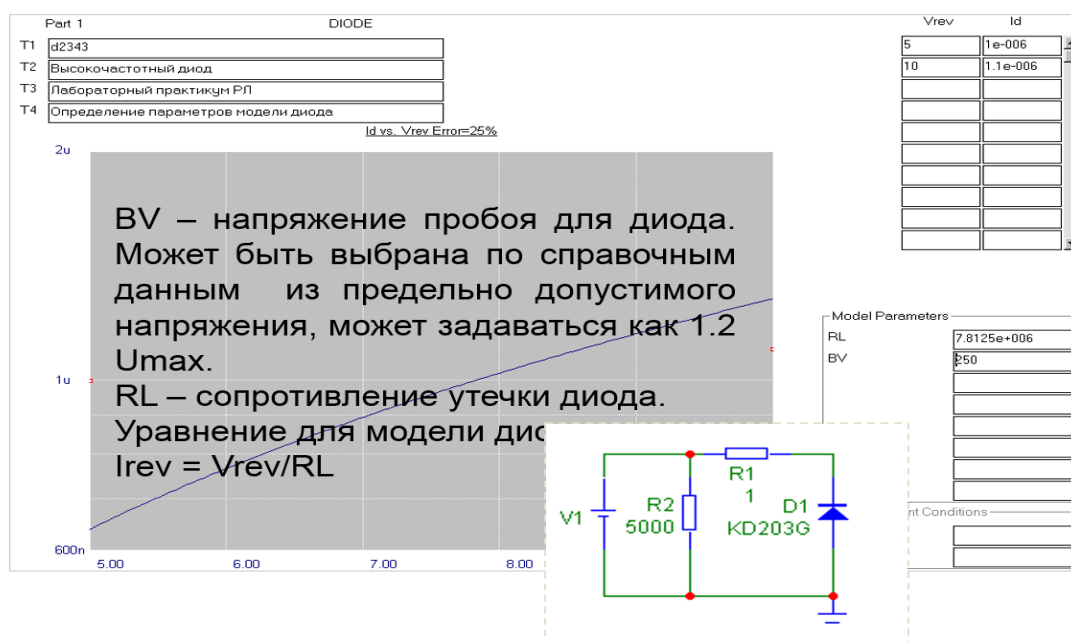 Part 1
DIODE
Vrev
Id
T1
d2343
5
1e-006
T2
Высокочастотный диод
10
1.1e-006
T3
Лабораторный практикум РЛ
T4
Определение параметров модели диода
Id vs. Vrev Error=25%
2u
BV – напряжение пробоя для диода.
Может быть выбрана по справочным
данным из предельно допустимого
напряжения, может задаваться как 1.2
Umax.
RL – сопротивление утечки диода.
Уравнение для модели дис
Irev = Vrev/RL
1u
600n
5.00
6.00
7.00
8.00
Model Parameters
RL
7.8125e+006
BV
250
nt Conditions
R1
1
R2
5000
V1
D1
KD203G